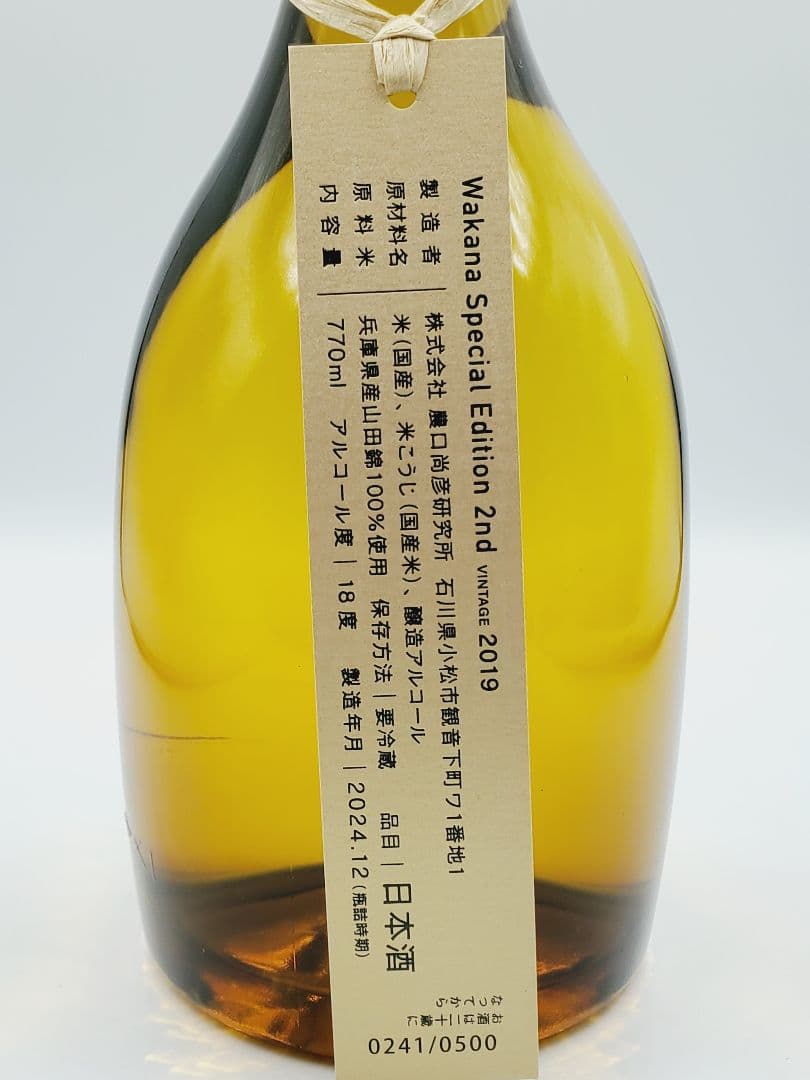 Wakana Special Edition 2nd VINTAGE 2019
製造者 株式会社 農口尚彦研究所 石川県小松市観音下町ワ1番地1
原材料名 米(国産)、米こうじ(国産米)、醸造アルコール
原料米 兵庫県産山田錦100%使用 保存方法|要冷蔵 品目|日本酒
内容量 770ml アルコール度|18度 製造年月|2024.12(瓶詰時期)
お酒は二十歳に
なってから
0241/0500